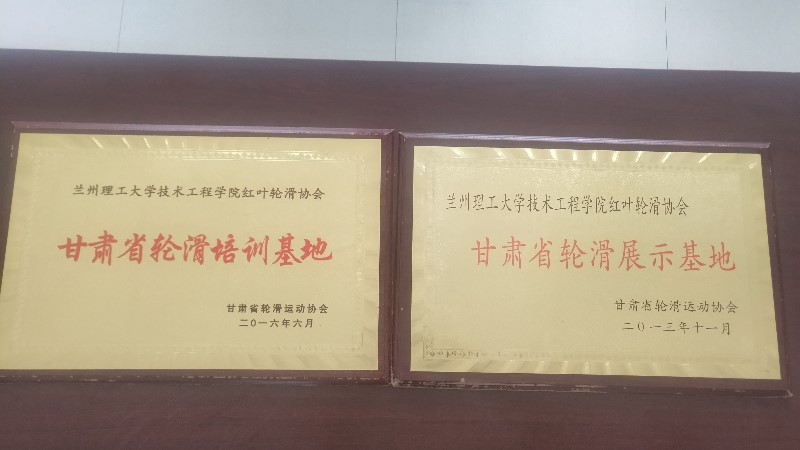 兰州理工大学技术工程学院红叶轮滑协会
甘肃省轮滑培训基地
甘肃省轮滑运动协会
二〇一六年六月
兰州理工大学技术工程学院红叶轮滑协会
甘肃省轮滑展示基地
甘肃省轮滑运动协会
二〇一三年十一月